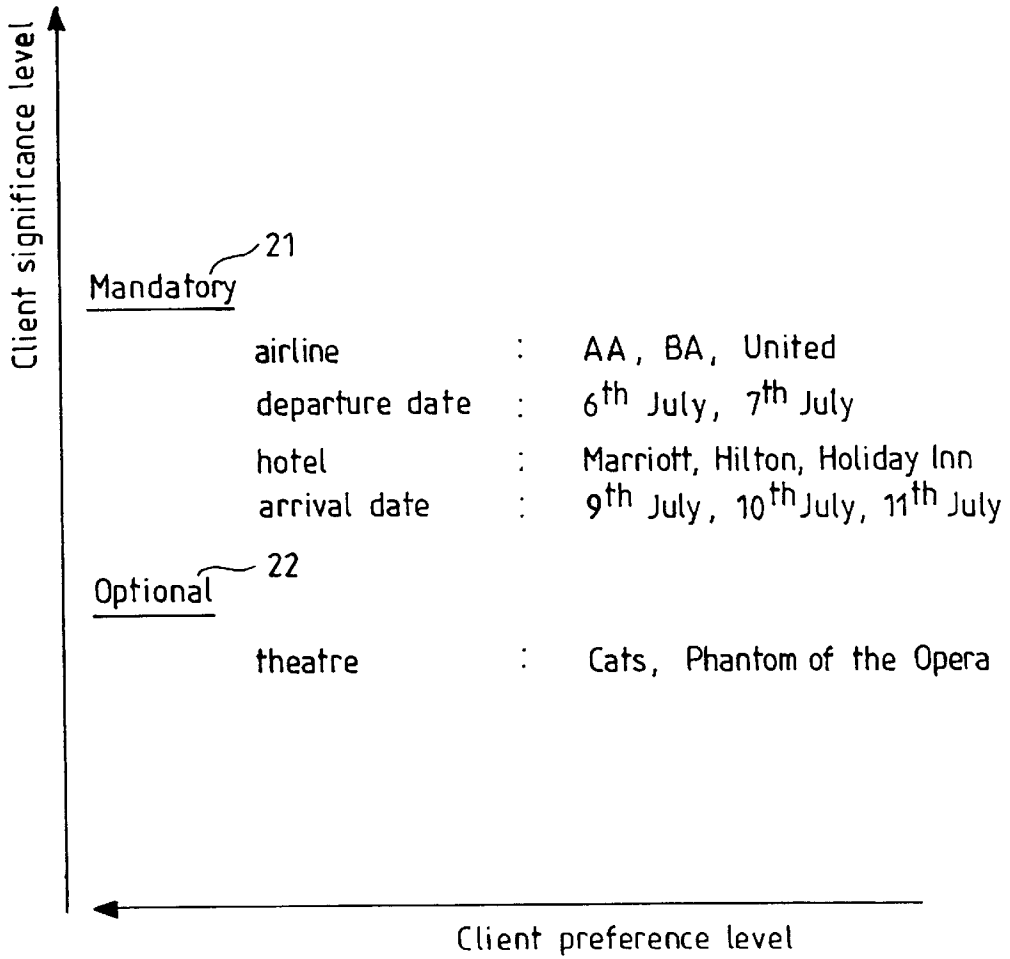 Client significance level
21
Mandatory
airline : AA, BA, United
departure date : 6th July, 7th July
hotel : Marriott, Hilton, Holiday Inn
arrival date : 9th July, 10th July, 11th July
22
Optional
theatre : Cats, Phantom of the Opera
Client preference level